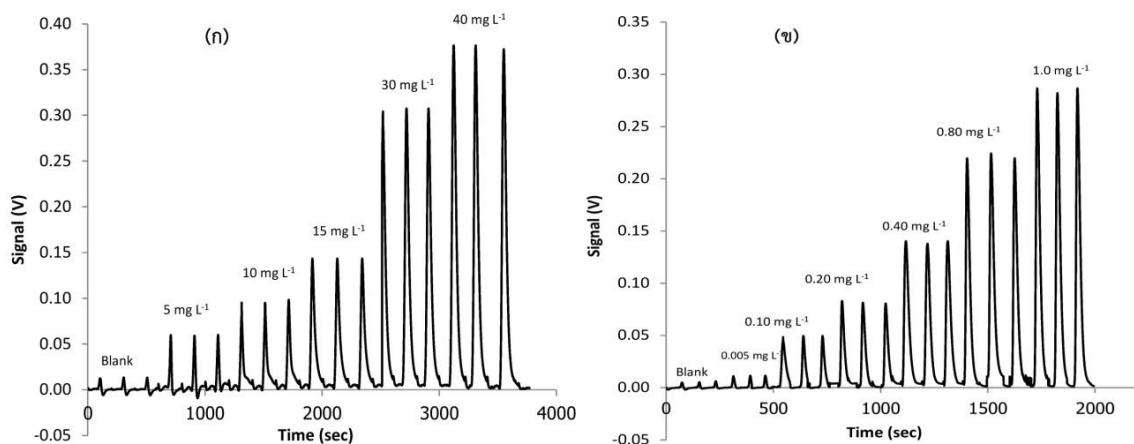 (ก)
40 mg L-1
30 mg L-1
15 mg L-1
10 mg L-1
5 mg L-1
Blank
0.40
0.35
0.30
0.25
0.20
0.15
0.10
0.05
0.00
-0.05
Signal (V)
0
1000
2000
3000
4000
Time (sec)
(ข)
1.0 mg L-1
0.80 mg L-1
0.40 mg L-1
0.20 mg L-1
0.10 mg L-1
0.005 mg L-1
Blank
0.35
0.30
0.25
0.20
0.15
0.10
0.05
0.00
-0.05
Signal (V)
0
500
1000
1500
2000
Time (sec)